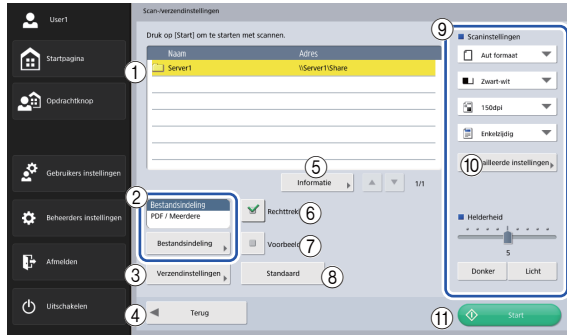 User1
Startpagina
Opdrachtknop
Gebruikers instellingen
Beheerders instellingen
Afmelden
Uitschakelen
Scan-/verzendinstellingen
Druk op [Start] om te starten met scannen.
Naam Adres
① Server1 \\Server1\Share
⑤
Informatie 1/1
②
Bestandsindeling
PDF / Meerdere
Bestandsindeling
Rechttrek ⑥
Voorbeeld ⑦
③ Verzendinstellingen
Standaard ⑧
④ Terug
⑨
Scaninstellingen
Aut formaat
Zwart-wit
150dpi
Enkelzijdig
⑩ ailleerde instellingen
Helderheid
5
Donker Licht
⑪ Start